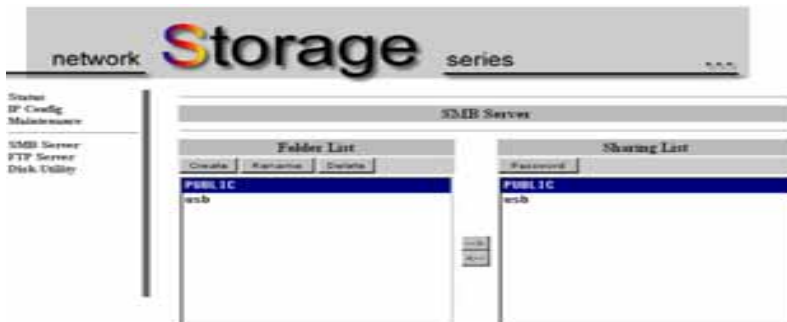 network Storage series
Status
IP Config
Maintenance
SMB Server
FTP Server
Disk Utility
SMB Server
Folder List
Create Rename Delete
PUBLIC
usb
-->
<--
Sharing List
Password
PUBLIC
usb